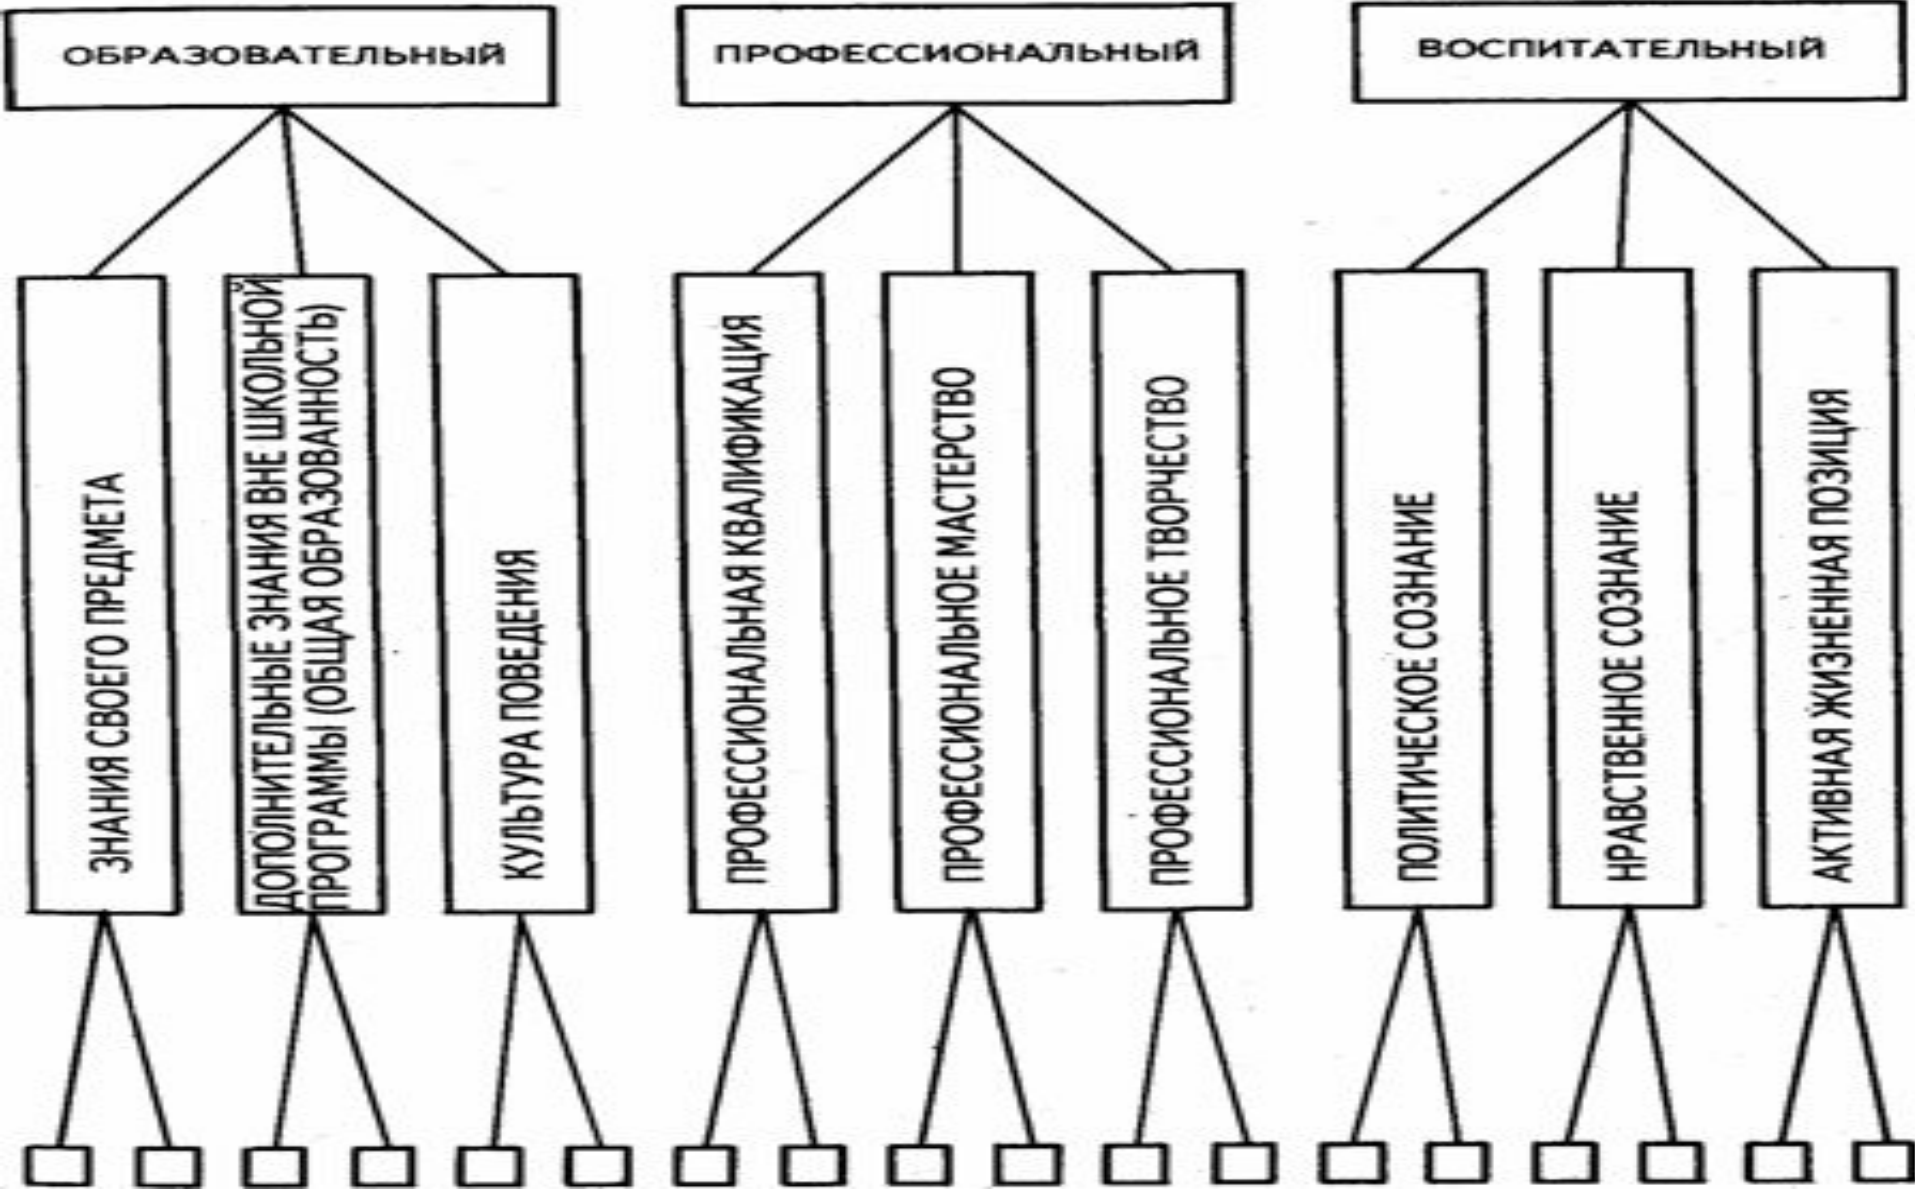 ОБРАЗОВАТЕЛЬНЫЙ
ПРОФЕССИОНАЛЬНЫЙ
ВОСПИТАТЕЛЬНЫЙ
ЗНАНИЯ СВОЕГО ПРЕДМЕТА
ДОПОЛНИТЕЛЬНЫЕ ЗНАНИЯ ВНЕ ШКОЛЬНОЙ
ПРОГРАММЫ (ОБЩАЯ ОБРАЗОВАННОСТЬ)
КУЛЬТУРА ПОВЕДЕНИЯ
ПРОФЕССИОНАЛЬНАЯ КВАЛИФИКАЦИЯ
ПРОФЕССИОНАЛЬНОЕ МАСТЕРСТВО
ПРОФЕССИОНАЛЬНОЕ ТВОРЧЕСТВО
ПОЛИТИЧЕСКОЕ СОЗНАНИЕ
НРАВСТВЕННОЕ СОЗНАНИЕ
АКТИВНАЯ ЖИЗНЕННАЯ ПОЗИЦИЯ